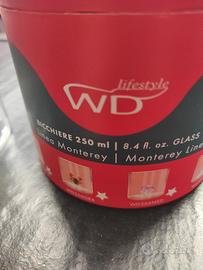 lifestyle
WD
BICCHIERE 250 ml | 8.4 fl. oz. GLASS
Linea Monterey | Monterey Line